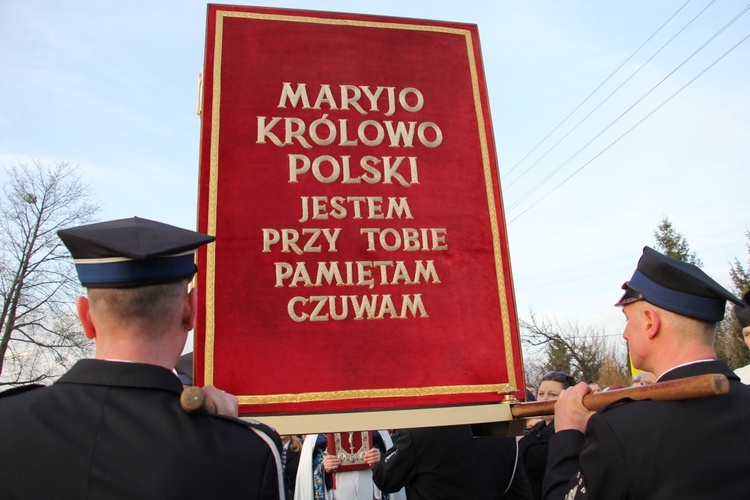 MARYJO
KRÓLOWO
POLSKI
JESTEM
PRZY TOBIE
PAMIĘTAM
CZUWAM